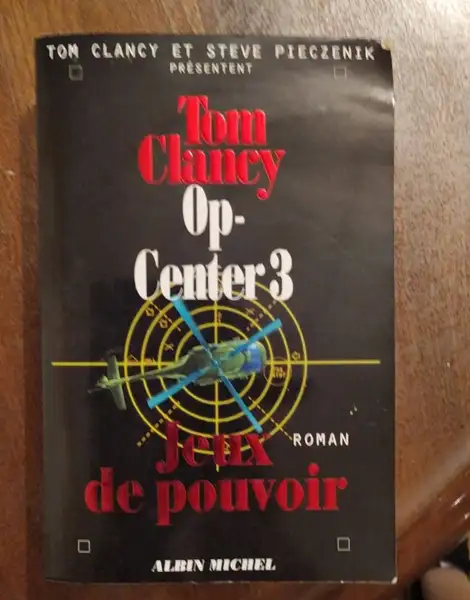 TOM CLANCY ET STEVE PIECZENIK
PRÉSENTENT
Tom
Clancy
Op-
Center 3
Jeux
ROMAN
de pouvoir
ALBIN MICHEL